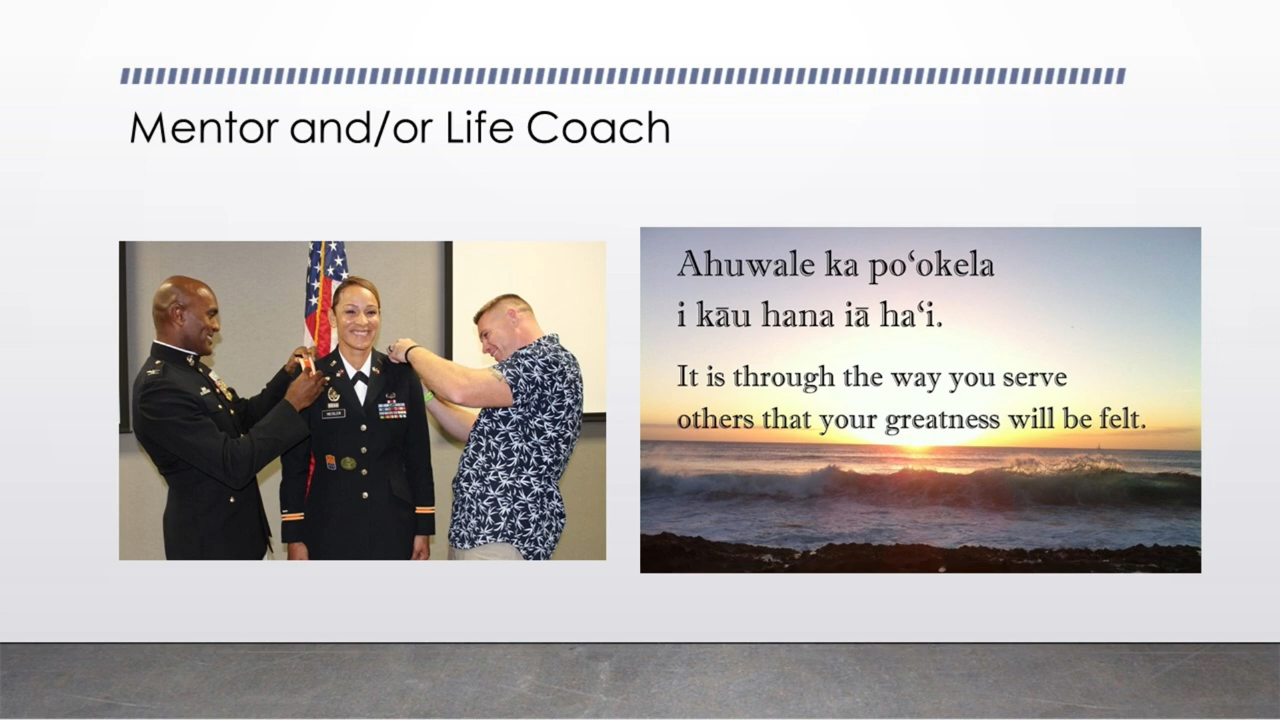 Mentor and/or Life Coach
Ahuwale ka poʻokela
i kāu hana iā haʻi.
It is through the way you serve
others that your greatness will be felt.